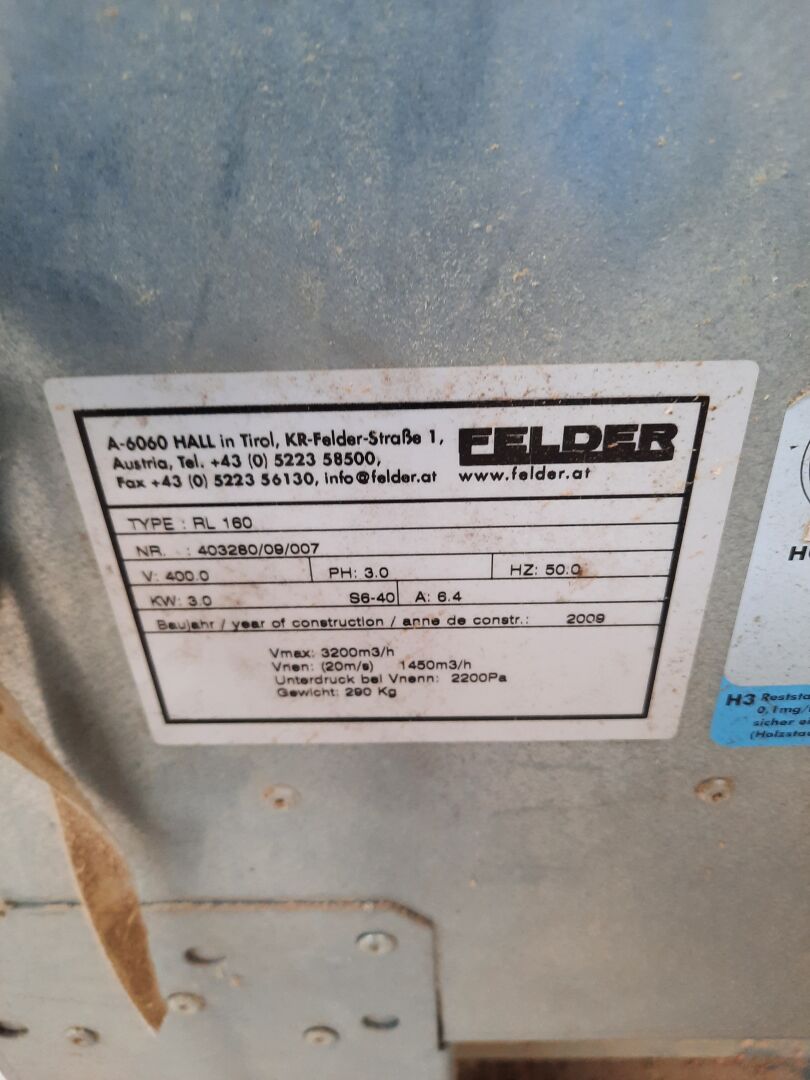 A-6060 HALL in Tirol, KR-Felder-Straße 1,
Austria, Tel. +43 (0) 5223 58500,
Fax +43 (0) 5223 56130, info@felder.at
FELDER
www.felder.at
TYPE : RL 160
NR. : 403280/09/007
V: 400.0 PH: 3.0 HZ: 50.0
KW: 3.0 S6-40 A: 6.4
Baujahr / year of construction / anne de constr.: 2009
Vmax: 3200m3/h
Vnen: (20m/s) 1450m3/h
Unterdruck bei Vnenn: 2200Pa
Gewicht: 290 Kg
H3
0,1mg/
sicher